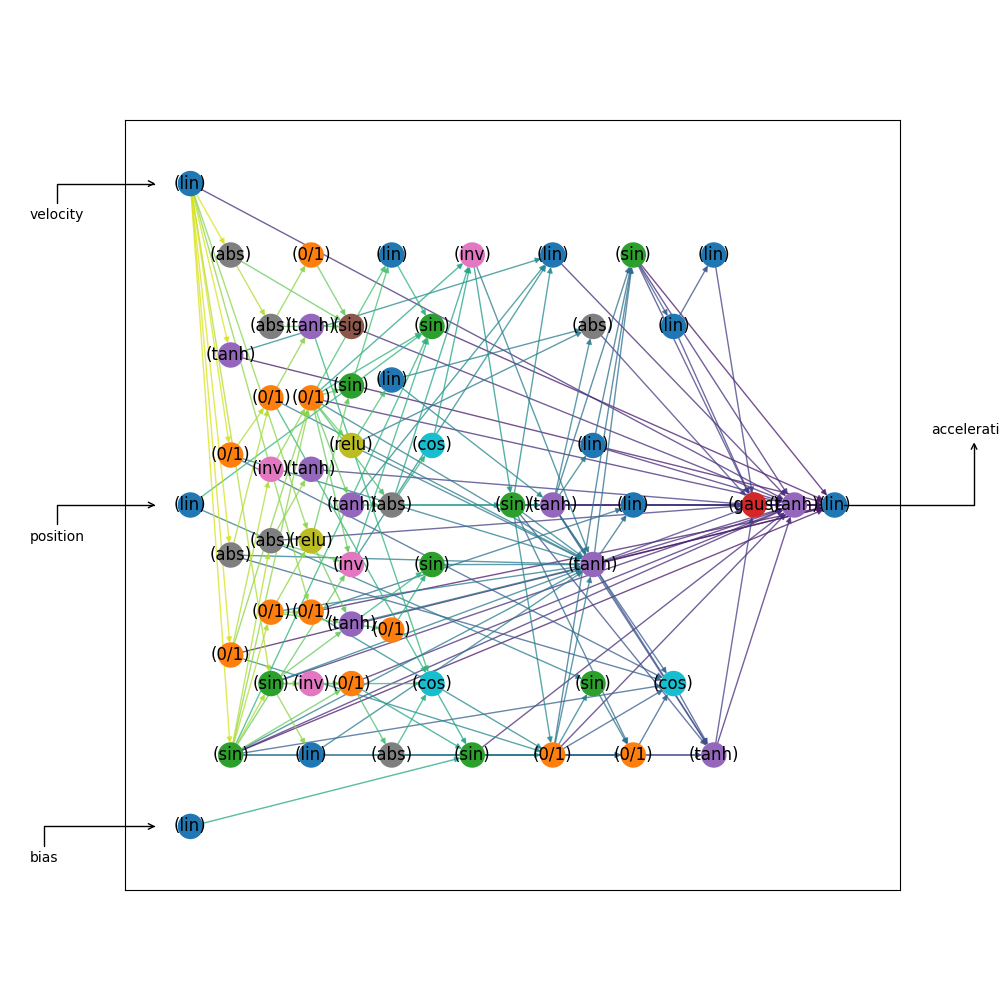 (lin)
velocity
(abs) (0/1) (lin) (inv) (lin) (sin) (lin)
(abs) (tanh) (sig) (sin) (abs) (lin)
(tanh)
(sin) (lin)
(0/1) (0/1)
accelerati
(relu) (cos) (lin)
(0/1)
(inv) (tanh)
(lin) (tanh) (abs) (sin) (tanh) (lin) (gaus) (tanh) (lin)
position
(abs) (relu)
(abs)
(inv) (sin) (tanh)
(0/1) (0/1)
(tanh) (0/1)
(0/1)
(sin) (inv) (0/1) (cos) (sin) (cos)
(sin) (lin) (abs) (sin) (0/1) (0/1) (tanh)
(lin)
bias